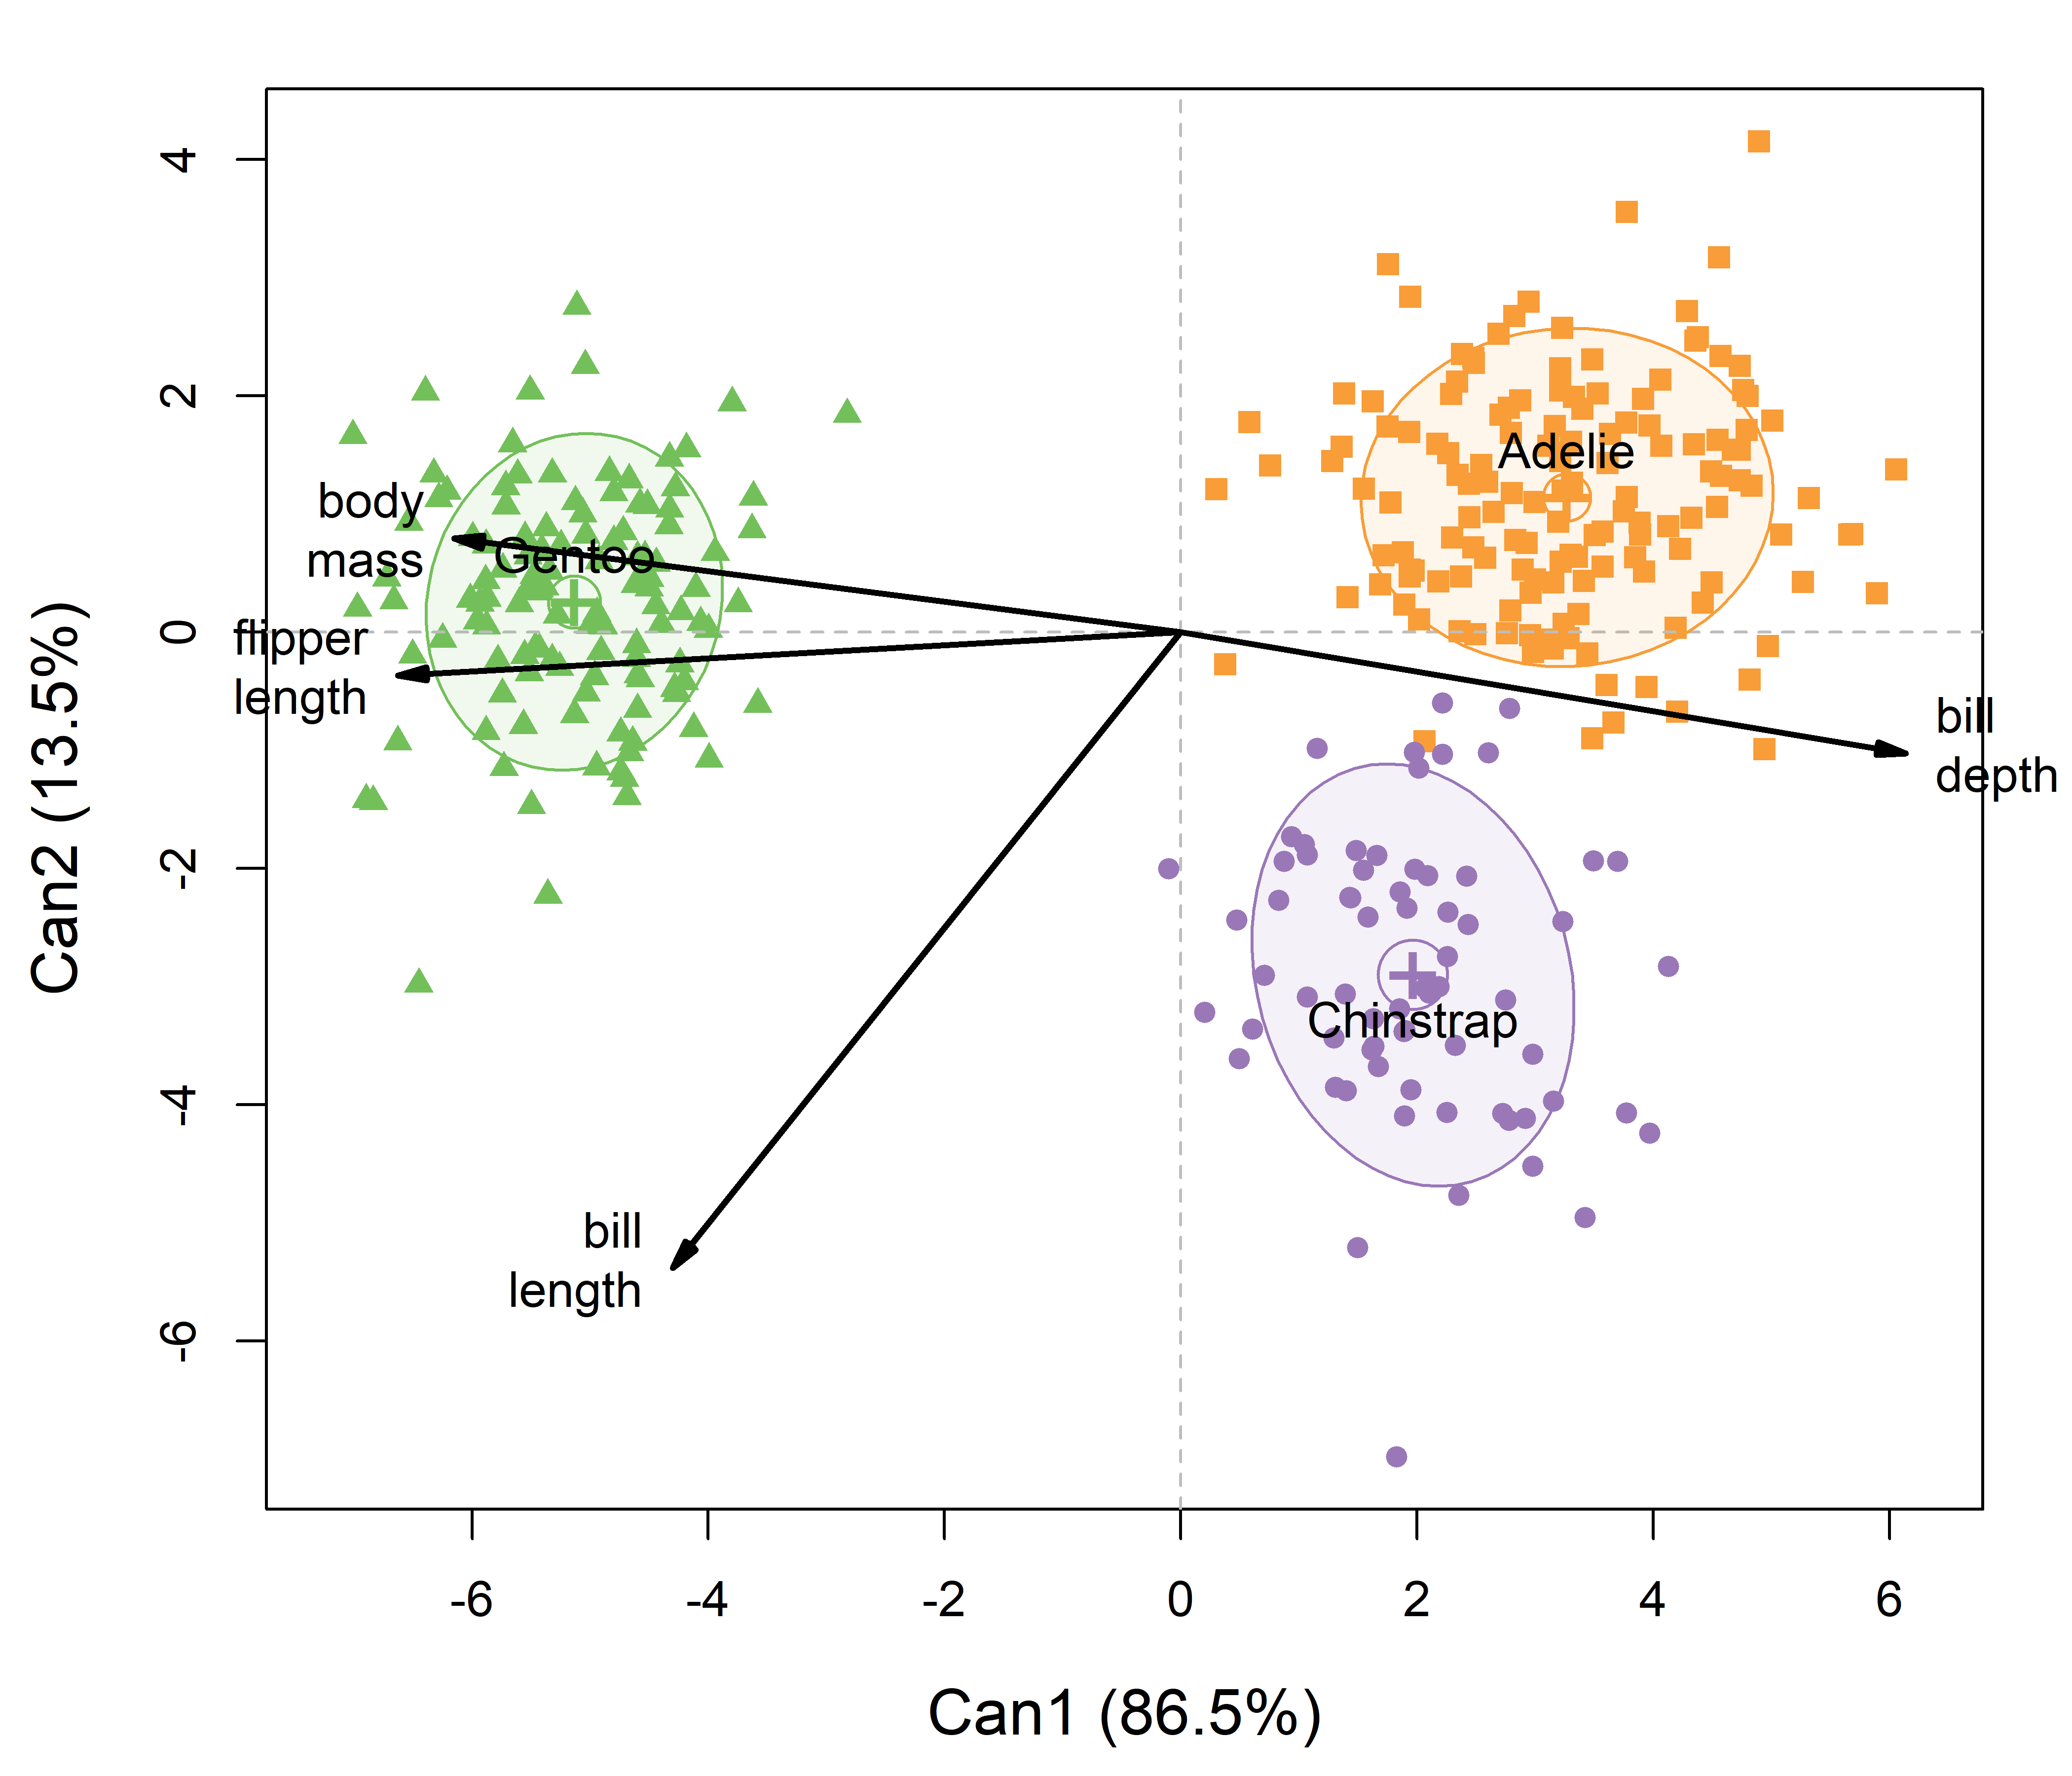 4
2
0
-2
-4
-6
Can2 (13.5%)
Adelie
body
mass
Gentoo
flipper
length
bill
depth
Chinstrap
bill
length
-6 -4 -2 0 2 4 6
Can1 (86.5%)